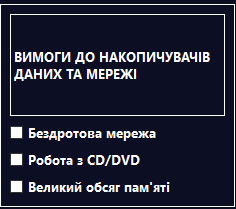 ВИМОГИ ДО НАКОПИЧУВАЧІВ
ДАНИХ ТА МЕРЕЖІ
Бездротова мережа
Робота з CD/DVD
Великий обсяг пам'яті